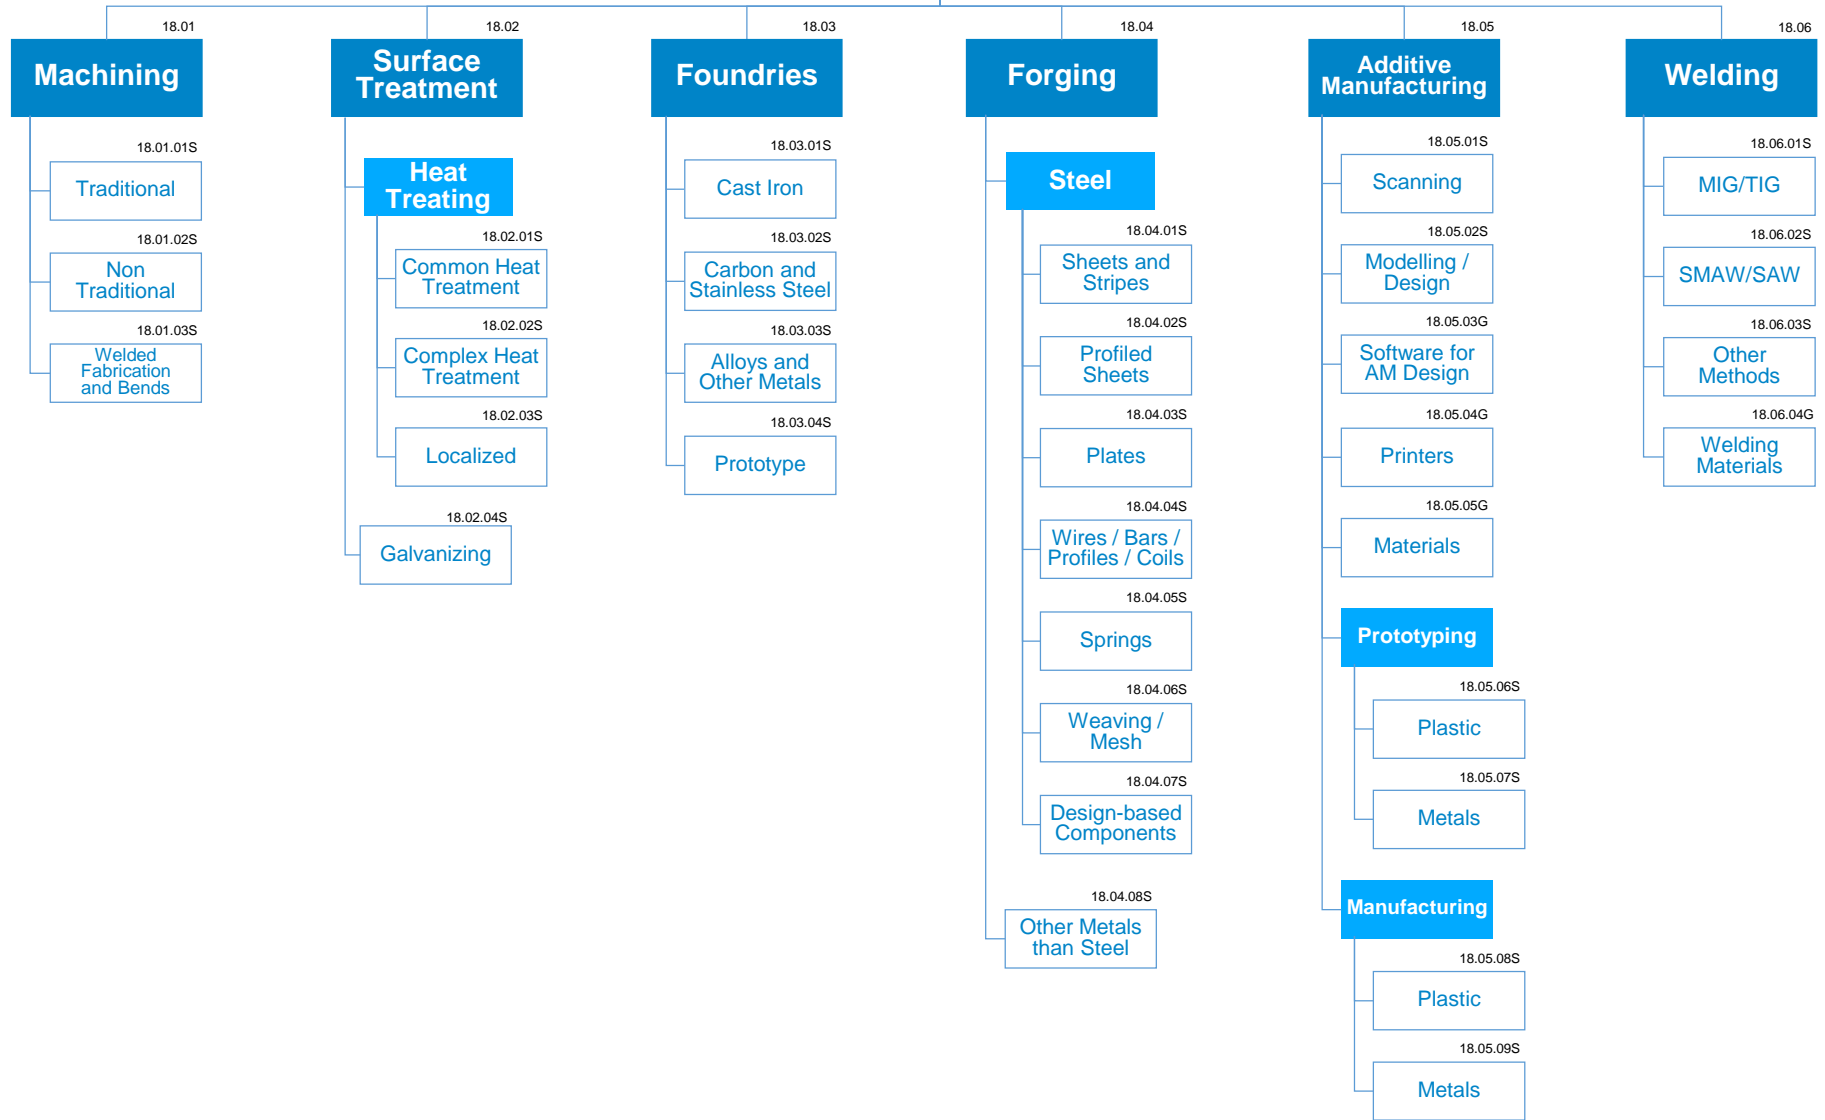 18.01
Machining
18.01.01S
Traditional
18.01.02S
Non
Traditional
18.01.03S
Welded
Fabrication
and Bends
18.02
Surface
Treatment
Heat
Treating
18.02.01S
Common Heat
Treatment
18.02.02S
Complex Heat
Treatment
18.02.03S
Localized
18.02.04S
Galvanizing
18.03
Foundries
18.03.01S
Cast Iron
18.03.02S
Carbon and
Stainless Steel
18.03.03S
Alloys and
Other Metals
18.03.04S
Prototype
18.04
Forging
Steel
18.04.01S
Sheets and
Stripes
18.04.02S
Profiled
Sheets
18.04.03S
Plates
18.04.04S
Wires / Bars /
Profiles / Coils
18.04.05S
Springs
18.04.06S
Weaving /
Mesh
18.04.07S
Design-based
Components
18.04.08S
Other Metals
than Steel
18.05
Additive
Manufacturing
18.05.01S
Scanning
18.05.02S
Modelling /
Design
18.05.03G
Software for
AM Design
18.05.04G
Printers
18.05.05G
Materials
Prototyping
18.05.06S
Plastic
18.05.07S
Metals
Manufacturing
18.05.08S
Plastic
18.05.09S
Metals
18.06
Welding
18.06.01S
MIG/TIG
18.06.02S
SMAW/SAW
18.06.03S
Other
Methods
18.06.04G
Welding
Materials